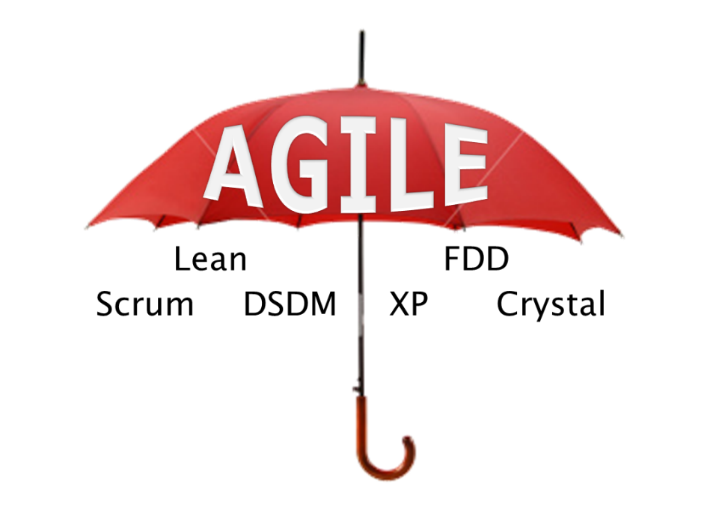 AGILE
Lean FDD
Scrum DSDM XP Crystal